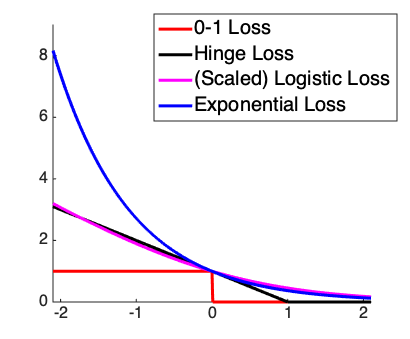 0-1 Loss
Hinge Loss
(Scaled) Logistic Loss
Exponential Loss
8
6
4
2
0
-2 -1 0 1 2